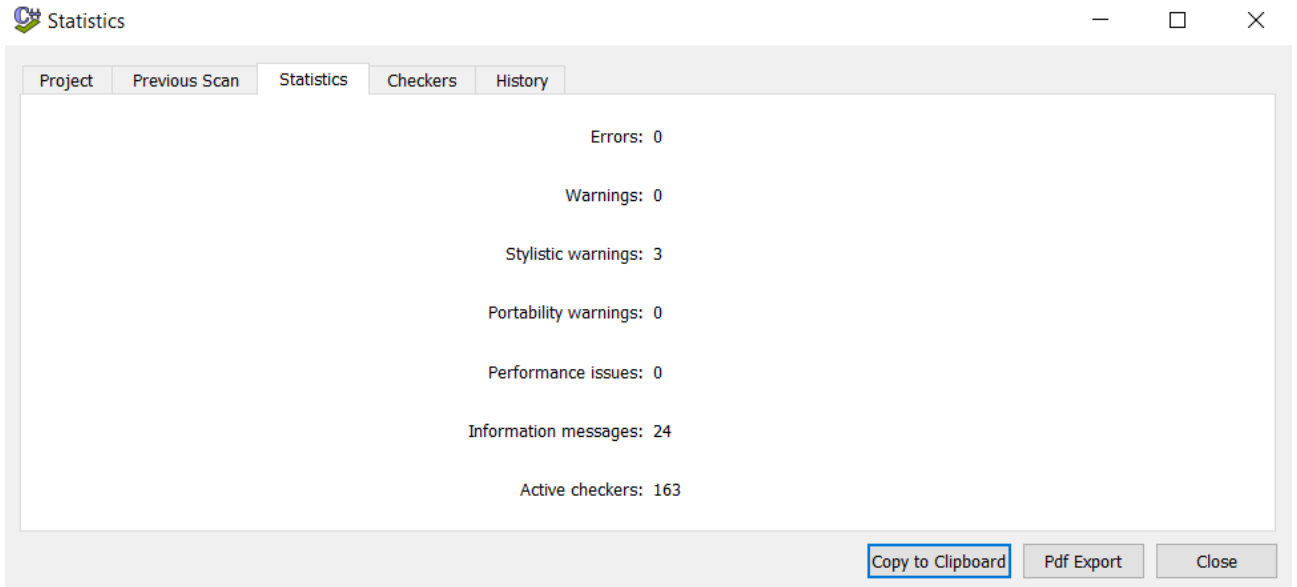 Statistics
Project Previous Scan Statistics Checkers History
Errors: 0
Warnings: 0
Stylistic warnings: 3
Portability warnings: 0
Performance issues: 0
Information messages: 24
Active checkers: 163
Copy to Clipboard Pdf Export Close